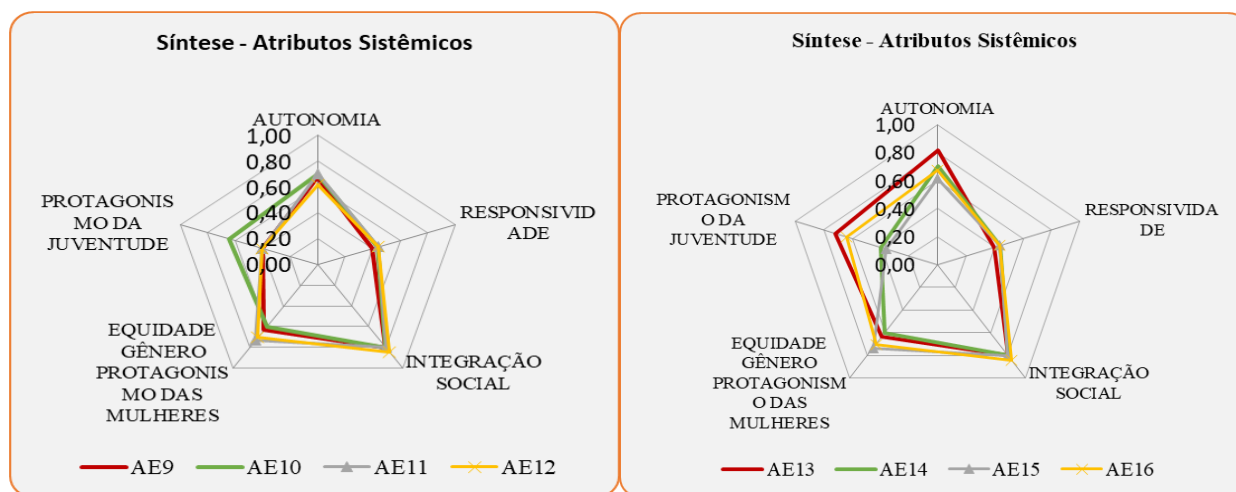 Síntese - Atributos Sistêmicos
AUTONOMIA
1,00
0,80
0,60
0,40
0,20
0,00
PROTAGONIS
MO DA
JUVENTUDE
RESPONSIVID
ADE
EQUIDADE
GÊNERO
PROTAGONIS
MO DAS
MULHERES
INTEGRAÇÃO
SOCIAL
AE9 AE10 AE11 AE12
Síntese - Atributos Sistêmicos
AUTONOMIA
1,00
0,80
0,60
0,40
0,20
0,00
PROTAGONISM
O DA
JUVENTUDE
RESPONSIVIDA
DE
EQUIDADE
GÊNERO
PROTAGONISM
O DAS
MULHERES
INTEGRAÇÃO
SOCIAL
AE13 AE14 AE15 AE16